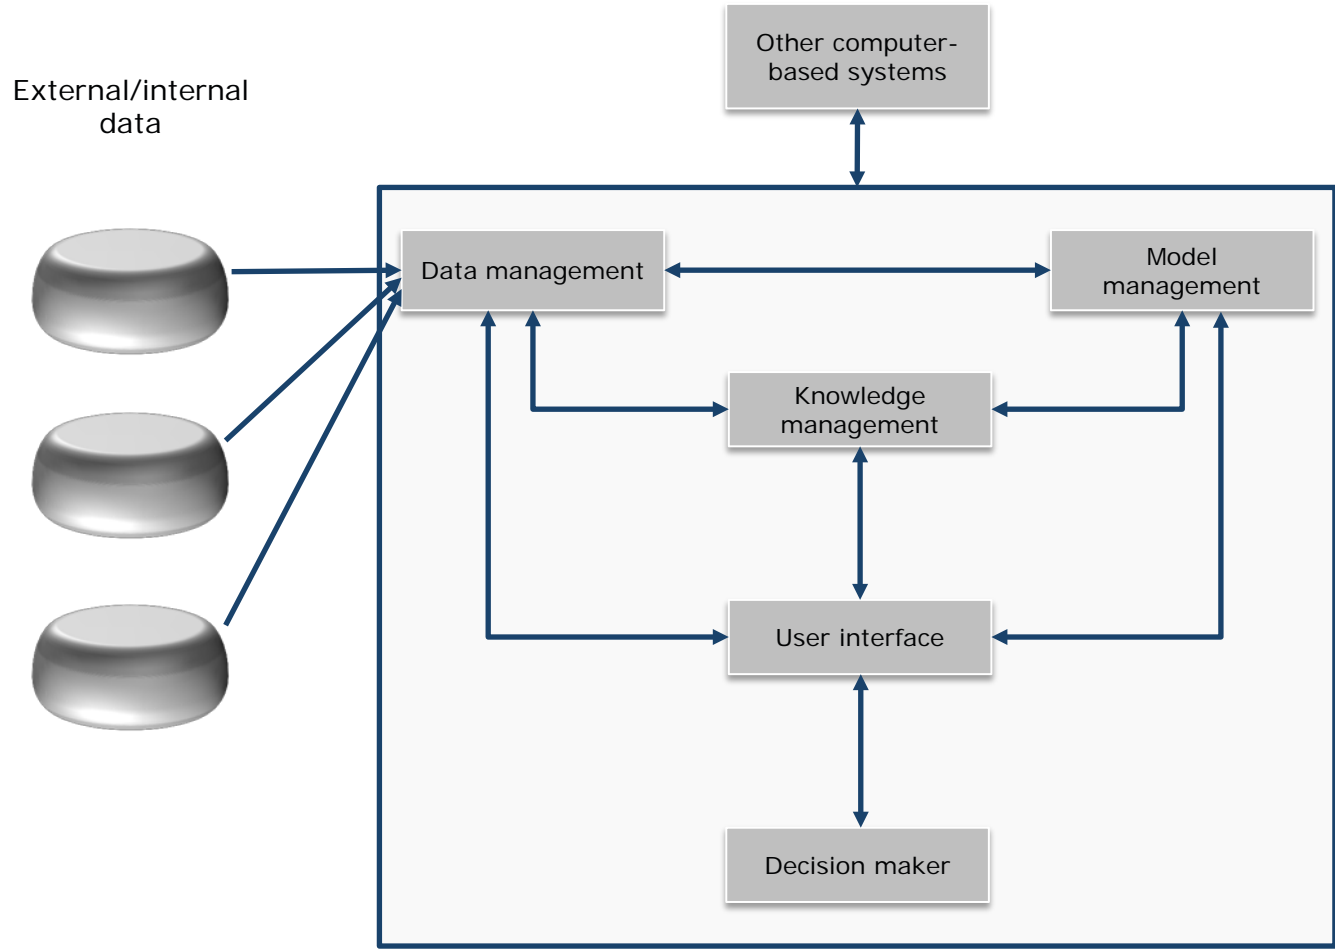 Other computer-
based systems
External/internal
data
Data management
Model
management
Knowledge
management
User interface
Decision maker